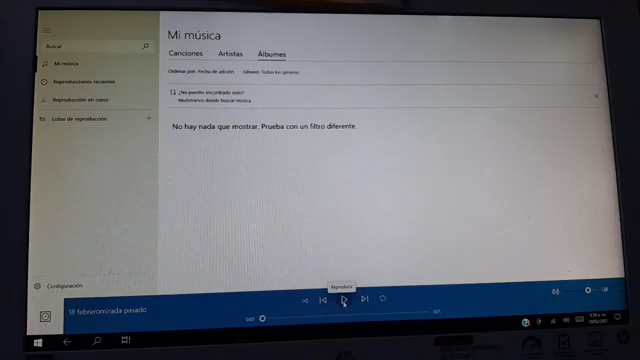 Mi música
Buscar
Canciones Artistas Álbumes
Mi música
Ordenar por: Fecha de adición Género: Todos los géneros
Reproducciones recientes
¿No puedes encontrarlo todo?
Muéstranos dónde buscar música
Reproducción en curso
Listas de reproducción
No hay nada que mostrar. Prueba con un filtro diferente.
Configuración
Reproducir
18 febreromirada pasado
0:00